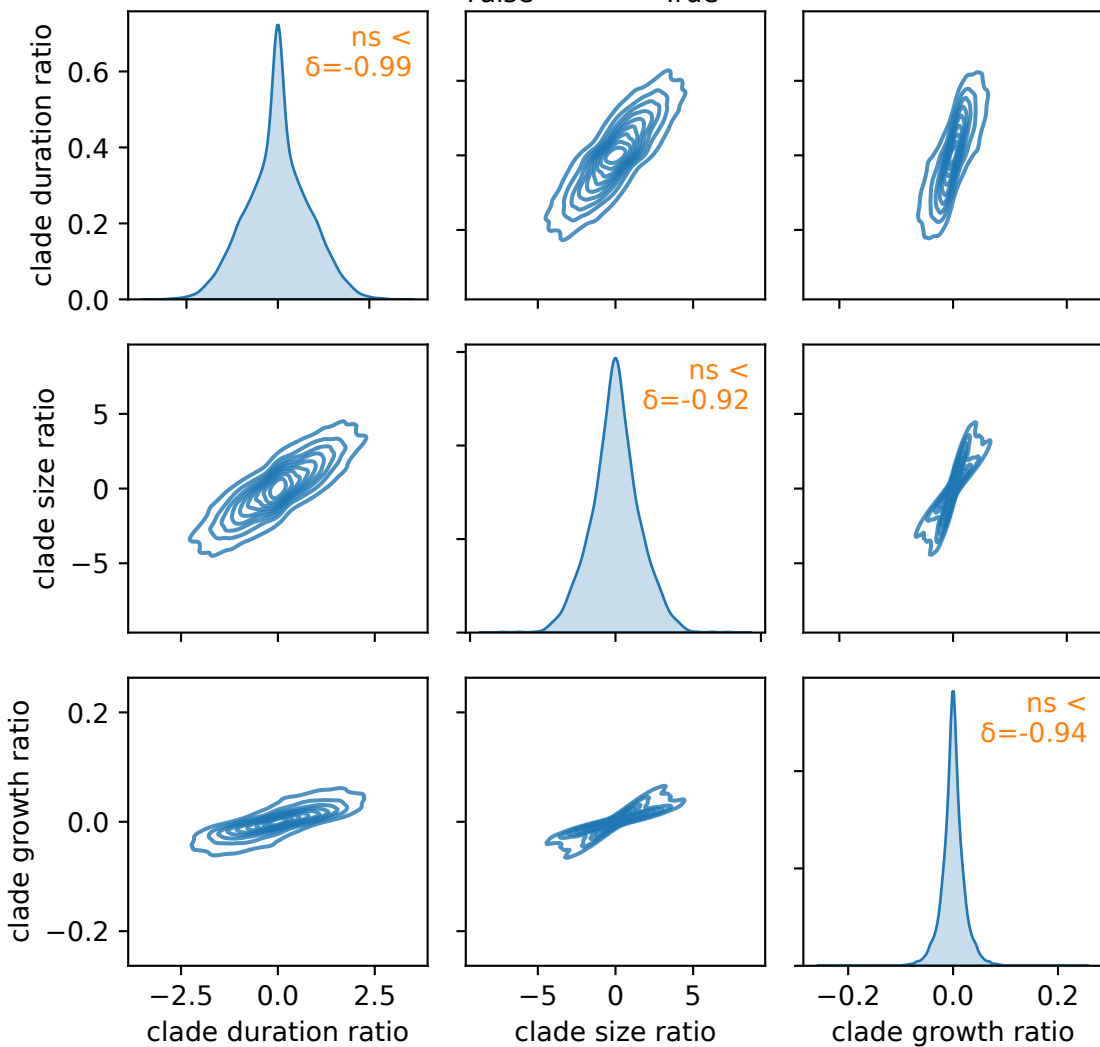 clade duration ratio
0.6
0.4
0.2
0.0
ns <
δ=-0.99
clade size ratio
5
0
−5
ns <
δ=-0.92
clade growth ratio
0.2
0.0
−0.2
ns <
δ=-0.94
−2.5 0.0 2.5
−5 0 5
−0.2 0.0 0.2
clade duration ratio
clade size ratio
clade growth ratio